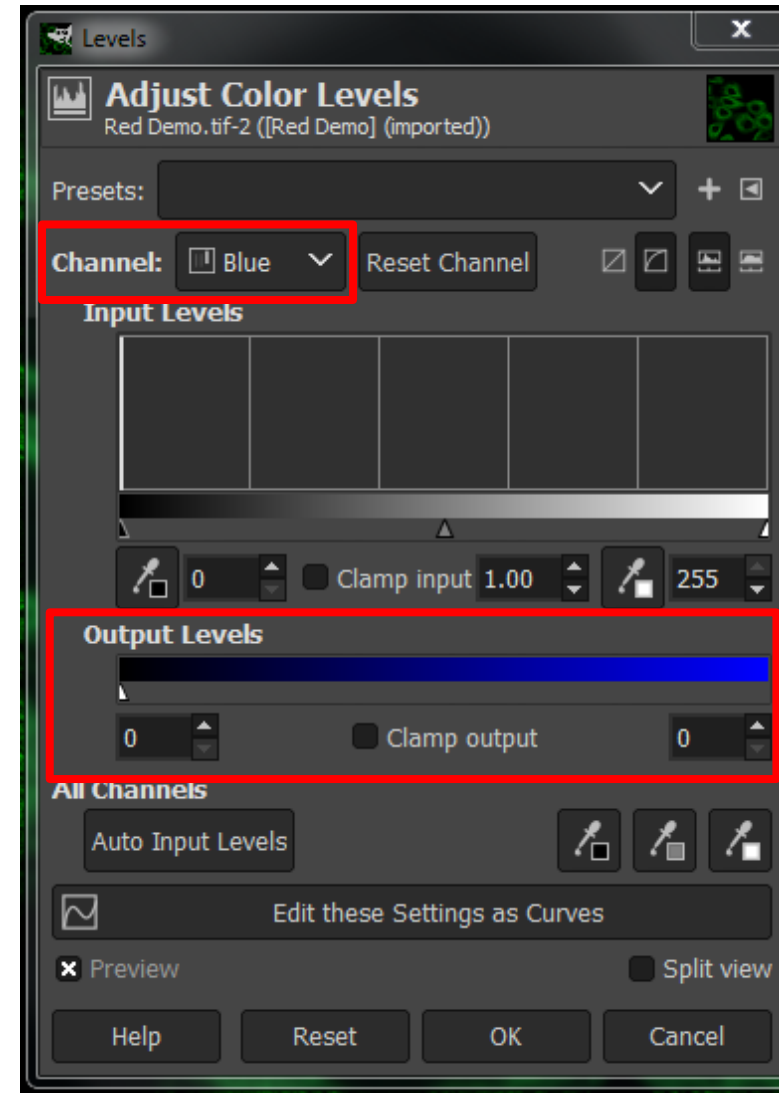 Levels
x
Adjust Color Levels
Red Demo.tif-2 ([Red Demo] (imported))
Presets:
Channel: Blue Reset Channel
Input Levels
0 Clamp input 1.00 255
Output Levels
0 Clamp output 0
All Channels
Auto Input Levels
Edit these Settings as Curves
Preview Split view
Help Reset OK Cancel